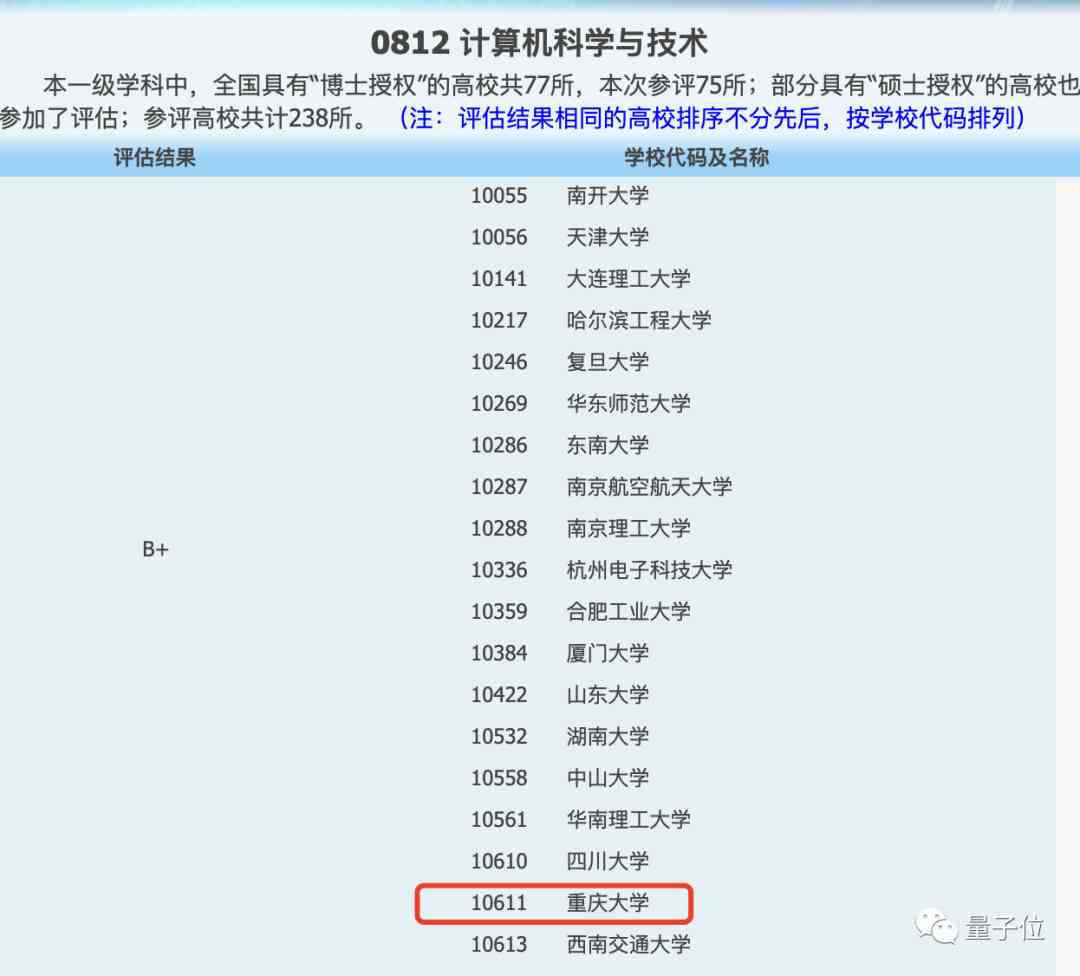 0812 计算机科学与技术
本一级学科中，全国具有“博士授权”的高校共77所，本次参评75所；部分具有“硕士授权”的高校也
参加了评估；参评高校共计238所。（注：评估结果相同的高校排序不分先后，按学校代码排列）
评估结果 学校代码及名称
10055 南开大学
10056 天津大学
10141 大连理工大学
10217 哈尔滨工程大学
10246 复旦大学
10269 华东师范大学
10286 东南大学
10287 南京航空航天大学
10288 南京理工大学
B+
10336 杭州电子科技大学
10359 合肥工业大学
10384 厦门大学
10422 山东大学
10532 湖南大学
10558 中山大学
10561 华南理工大学
10610 四川大学
10611 重庆大学
10613 西南交通大学
量子位